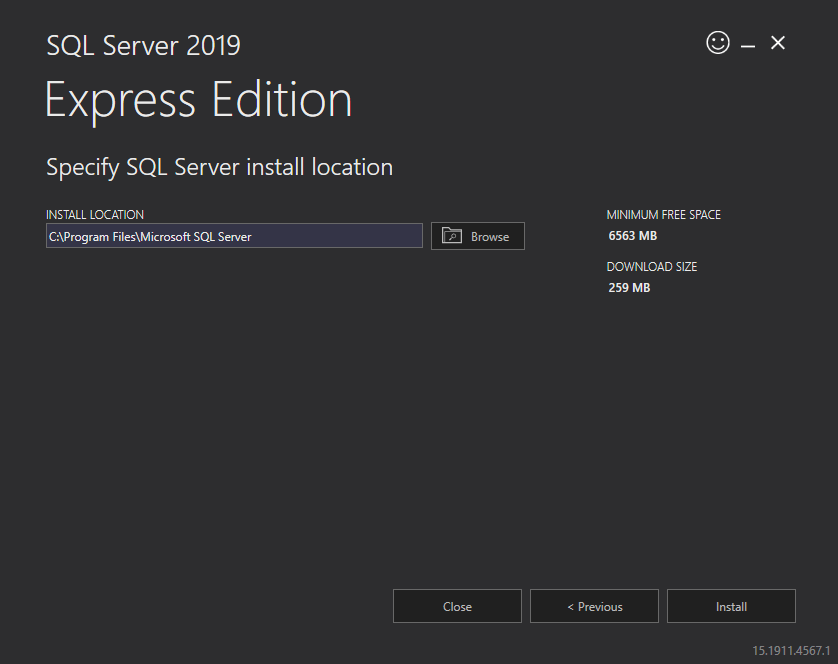 SQL Server 2019
Express Edition
Specify SQL Server install location
INSTALL LOCATION
C:\Program Files\Microsoft SQL Server
Browse
MINIMUM FREE SPACE
6563 MB
DOWNLOAD SIZE
259 MB
Close
< Previous
Install
15.1911.4567.1